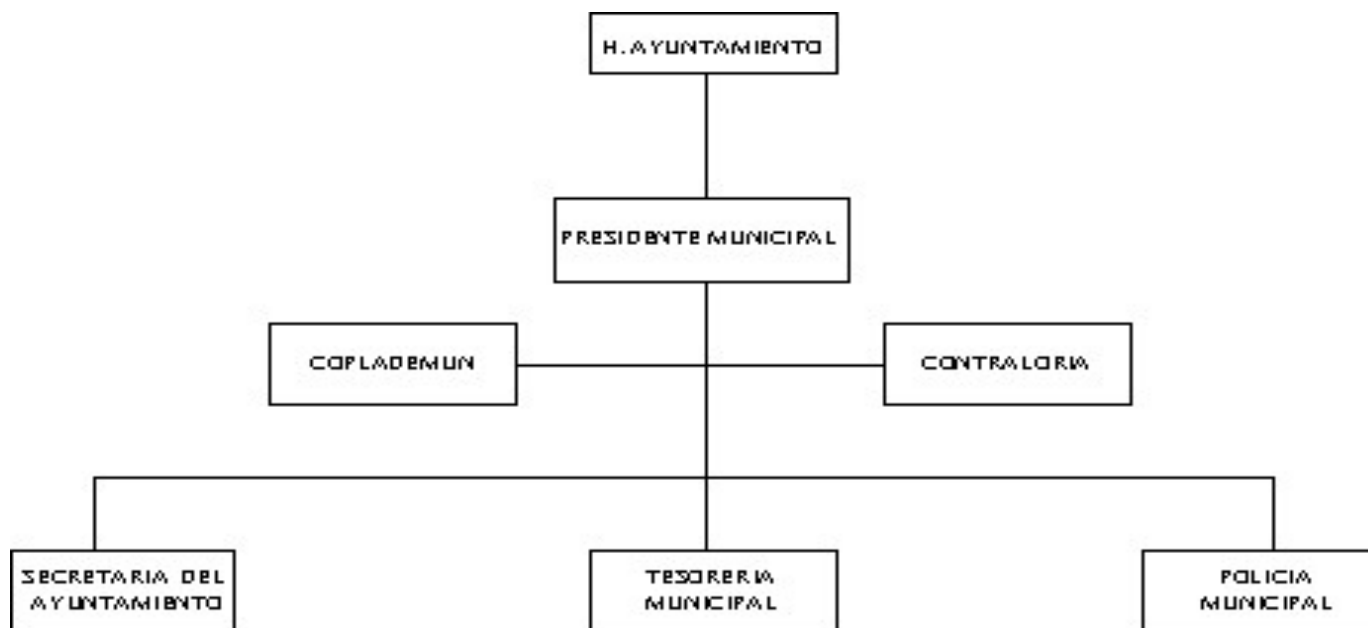 H. AYUNTAMIENTO
PRESIDENTE MUNICIPAL
COPLADEMUN
CONTRALORIA
SECRETARIA DEL
AYUNTAMIENTO
TESORERIA
MUNICIPAL
POLICIA
MUNICIPAL